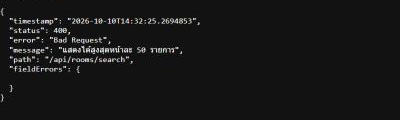 {
"timestamp": "2026-10-10T14:32:25.2694853",
"status": 400,
"error": "Bad Request",
"message": "แสดงได้สูงสุดหน้าละ 50 รายการ",
"path": "/api/rooms/search",
"fieldErrors": {
}
}